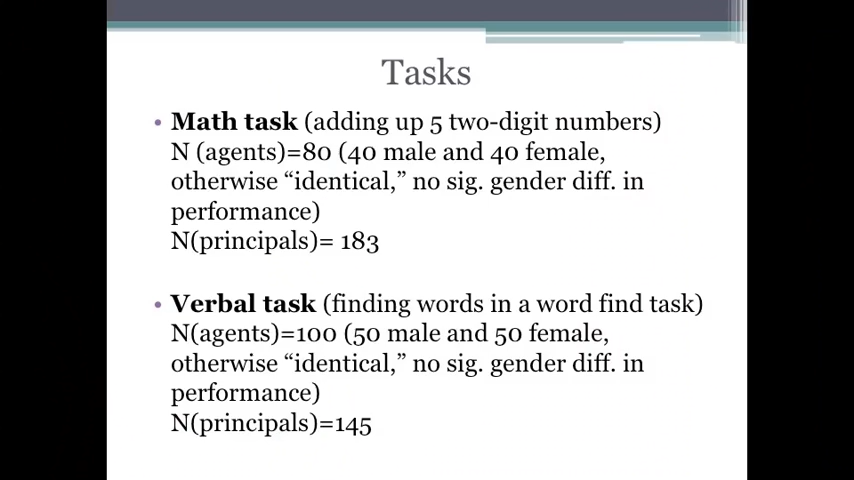 Tasks
• Math task (adding up 5 two-digit numbers)
N (agents)=80 (40 male and 40 female,
otherwise “identical,” no sig. gender diff. in
performance)
N(principals)= 183
• Verbal task (finding words in a word find task)
N(agents)=100 (50 male and 50 female,
otherwise “identical,” no sig. gender diff. in
performance)
N(principals)=145